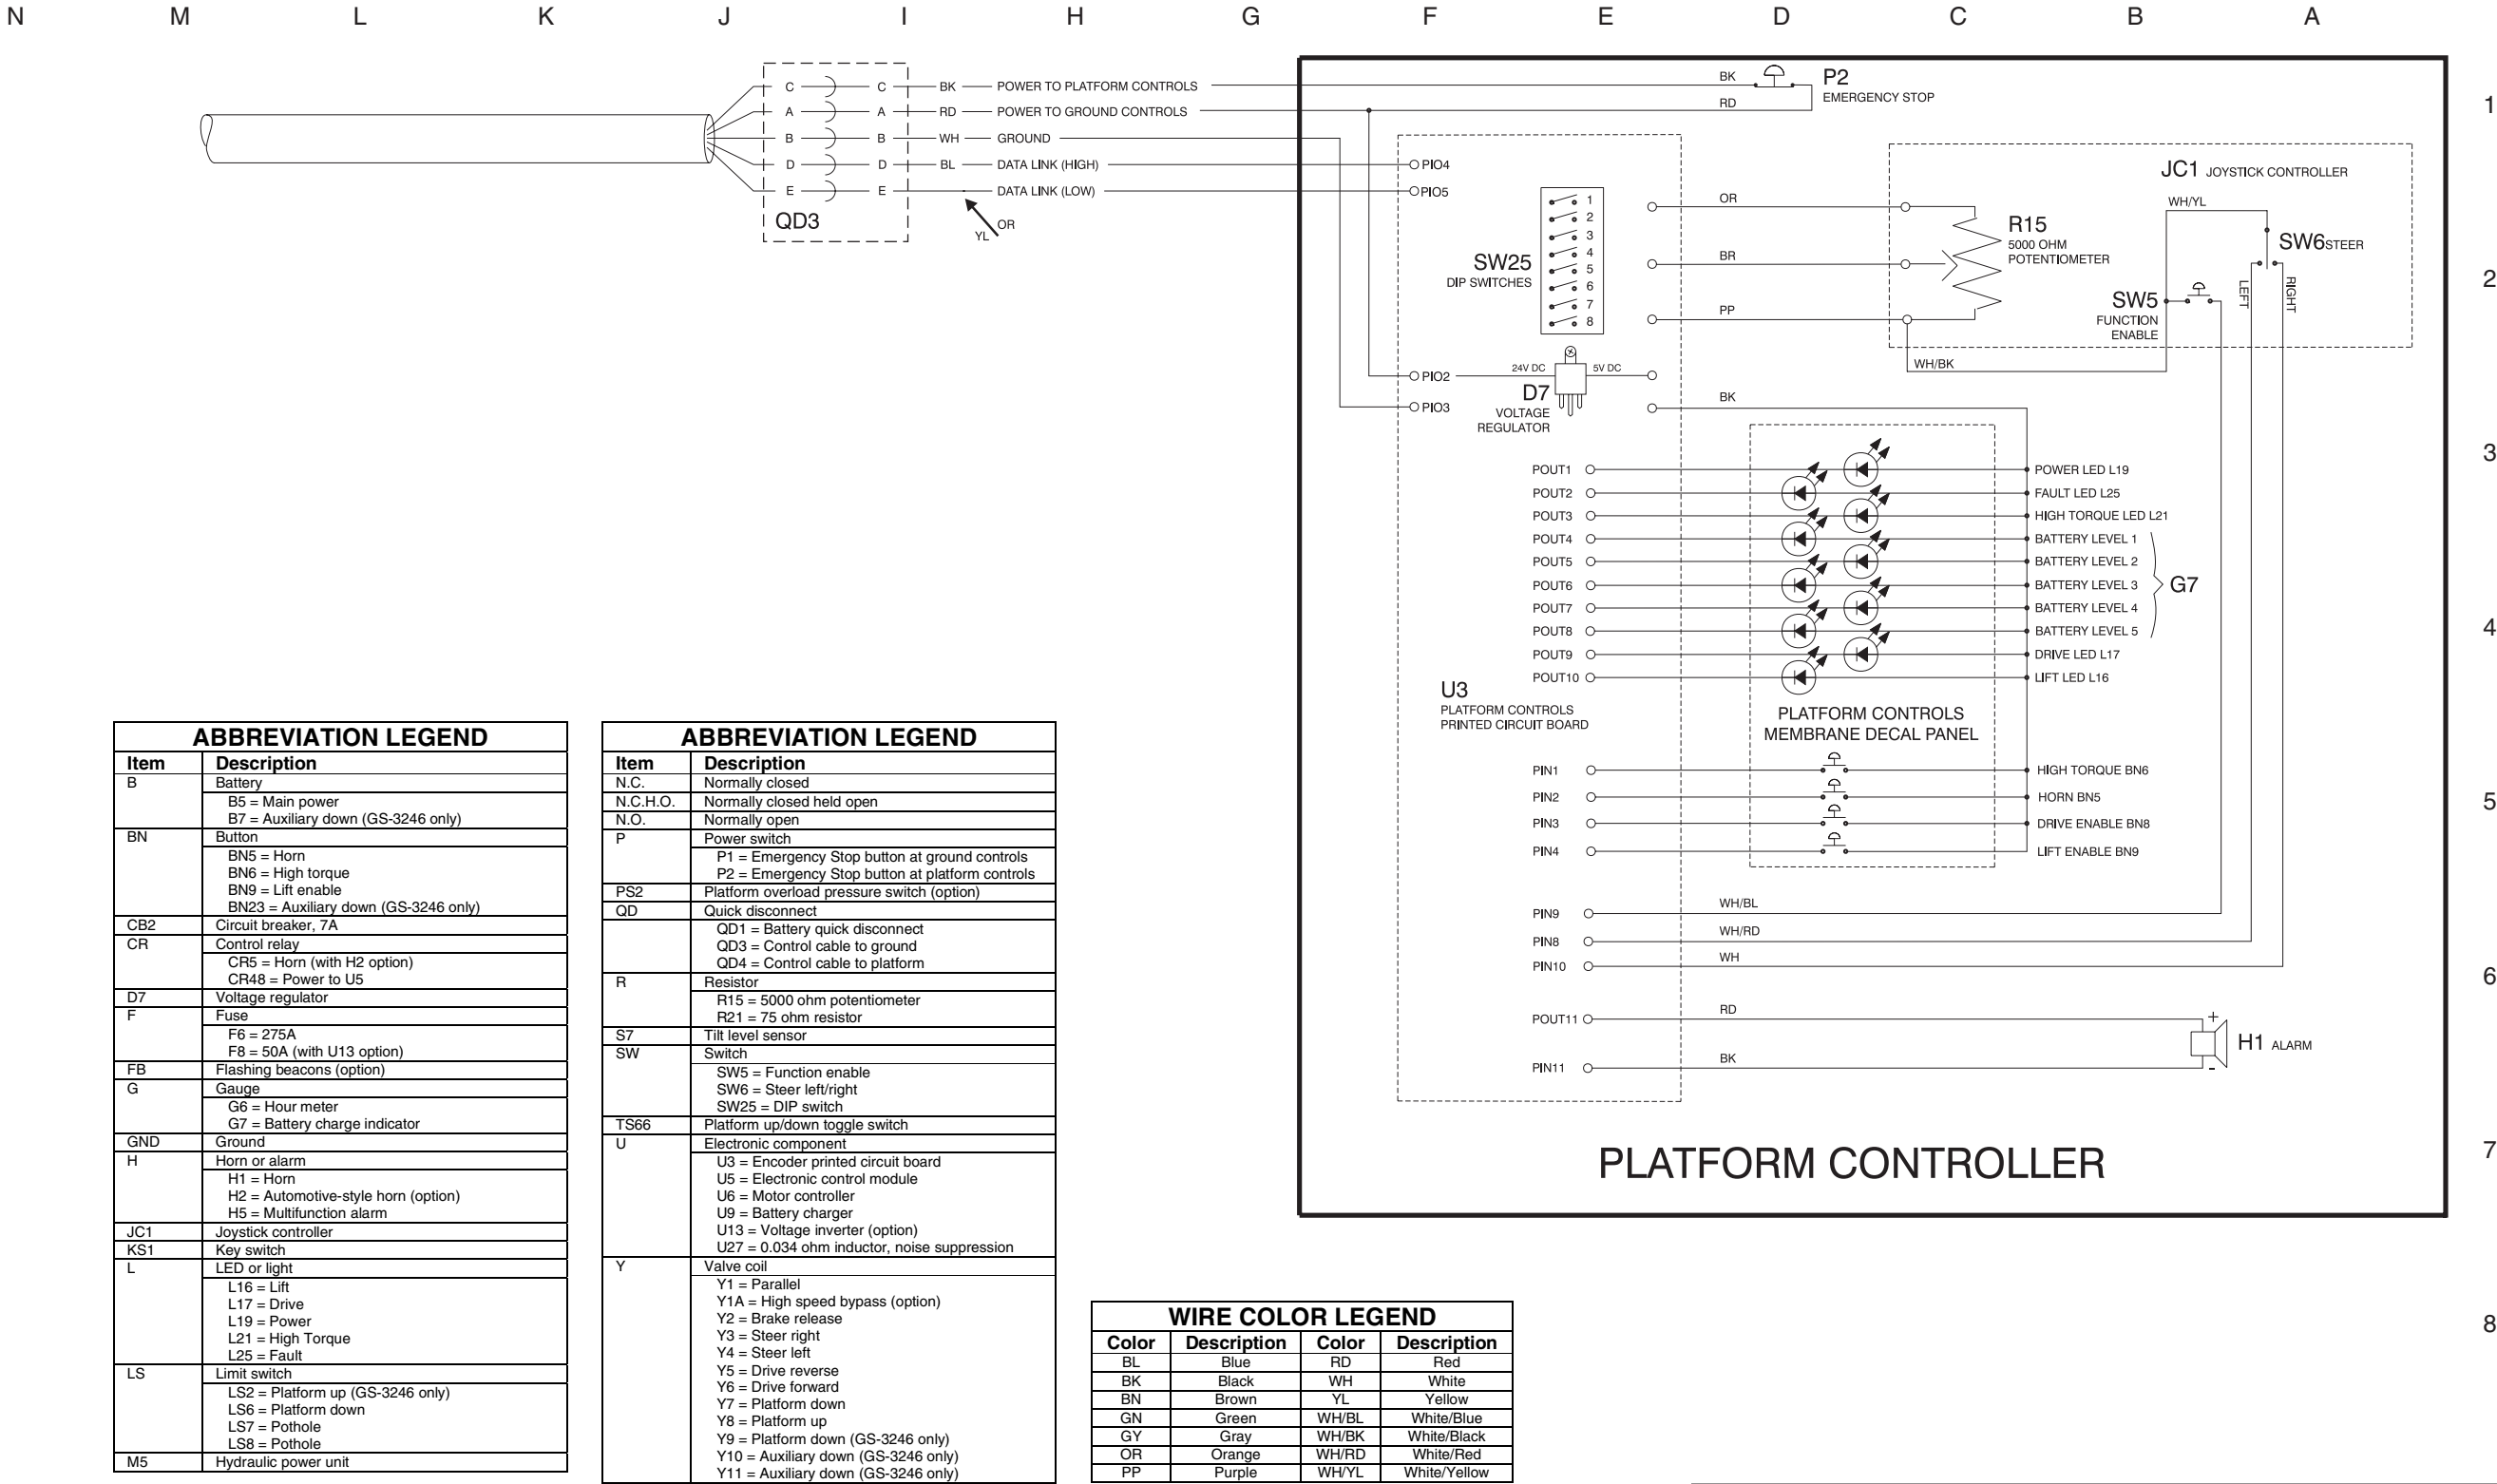 N M L K J I H G F E D C B A
1
2
3
4
5
6
7
8
C C BK POWER TO PLATFORM CONTROLS
A A RD POWER TO GROUND CONTROLS
B B WH GROUND
D D BL DATA LINK (HIGH)
E E DATA LINK (LOW)
QD3
YL OR
BK
RD
P2
EMERGENCY STOP
PIO4
PIO5
SW25
DIP SWITCHES
1
2
3
4
5
6
7
8
OR
BR
PP
JC1 JOYSTICK CONTROLLER
R15
5000 OHM
POTENTIOMETER
WH/YL
SW6 STEER
LEFT
RIGHT
SW5
FUNCTION
ENABLE
WH/BK
PIO2
24V DC
5V DC
D7
VOLTAGE
REGULATOR
PIO3
BK
POUT1 POWER LED L19
POUT2 FAULT LED L25
POUT3 HIGH TORQUE LED L21
POUT4 BATTERY LEVEL 1
POUT5 BATTERY LEVEL 2
POUT6 BATTERY LEVEL 3
POUT7 BATTERY LEVEL 4
POUT8 BATTERY LEVEL 5
G7
POUT9 DRIVE LED L17
POUT10 LIFT LED L16
U3
PLATFORM CONTROLS
PRINTED CIRCUIT BOARD
PLATFORM CONTROLS
MEMBRANE DECAL PANEL
PIN1 HIGH TORQUE BN6
PIN2 HORN BN5
PIN3 DRIVE ENABLE BN8
PIN4 LIFT ENABLE BN9
PIN9 WH/BL
PIN8 WH/RD
PIN10 WH
POUT11 RD
PIN11 BK
+
-
H1 ALARM
PLATFORM CONTROLLER
ABBREVIATION LEGEND
Item Description
B Battery
B5 = Main power
B7 = Auxiliary down (GS-3246 only)
BN Button
BN5 = Horn
BN6 = High torque
BN9 = Lift enable
BN23 = Auxiliary down (GS-3246 only)
CB2 Circuit breaker, 7A
CR Control relay
CR5 = Horn (with H2 option)
CR48 = Power to U5
D7 Voltage regulator
F Fuse
F6 = 275A
F8 = 50A (with U13 option)
FB Flashing beacons (option)
G Gauge
G6 = Hour meter
G7 = Battery charge indicator
GND Ground
H Horn or alarm
H1 = Horn
H2 = Automotive-style horn (option)
H5 = Multifunction alarm
JC1 Joystick controller
KS1 Key switch
L LED or light
L16 = Lift
L17 = Drive
L19 = Power
L21 = High Torque
L25 = Fault
LS Limit switch
LS2 = Platform up (GS-3246 only)
LS6 = Platform down
LS7 = Pothole
LS8 = Pothole
M5 Hydraulic power unit
ABBREVIATION LEGEND
Item Description
N.C. Normally closed
N.C.H.O. Normally closed held open
N.O. Normally open
P Power switch
P1 = Emergency Stop button at ground controls
P2 = Emergency Stop button at platform controls
PS2 Platform overload pressure switch (option)
QD Quick disconnect
QD1 = Battery quick disconnect
QD3 = Control cable to ground
QD4 = Control cable to platform
R Resistor
R15 = 5000 ohm potentiometer
R21 = 75 ohm resistor
S7 Tilt level sensor
SW Switch
SW5 = Function enable
SW6 = Steer left/right
SW25 = DIP switch
TS66 Platform up/down toggle switch
U Electronic component
U3 = Encoder printed circuit board
U5 = Electronic control module
U6 = Motor controller
U9 = Battery charger
U13 = Voltage inverter (option)
U27 = 0.034 ohm inductor, noise suppression
Y Valve coil
Y1 = Parallel
Y1A = High speed bypass (option)
Y2 = Brake release
Y3 = Steer right
Y4 = Steer left
Y5 = Drive reverse
Y6 = Drive forward
Y7 = Platform down
Y8 = Platform up
Y9 = Platform down (GS-3246 only)
Y10 = Auxiliary down (GS-3246 only)
Y11 = Auxiliary down (GS-3246 only)
WIRE COLOR LEGEND
Color Description Color Description
BL Blue RD Red
BK Black WH White
BN Brown YL Yellow
GN Green WH/BL White/Blue
GY Gray WH/BK White/Black
OR Orange WH/RD White/Red
PP Purple WH/YL White/Yellow